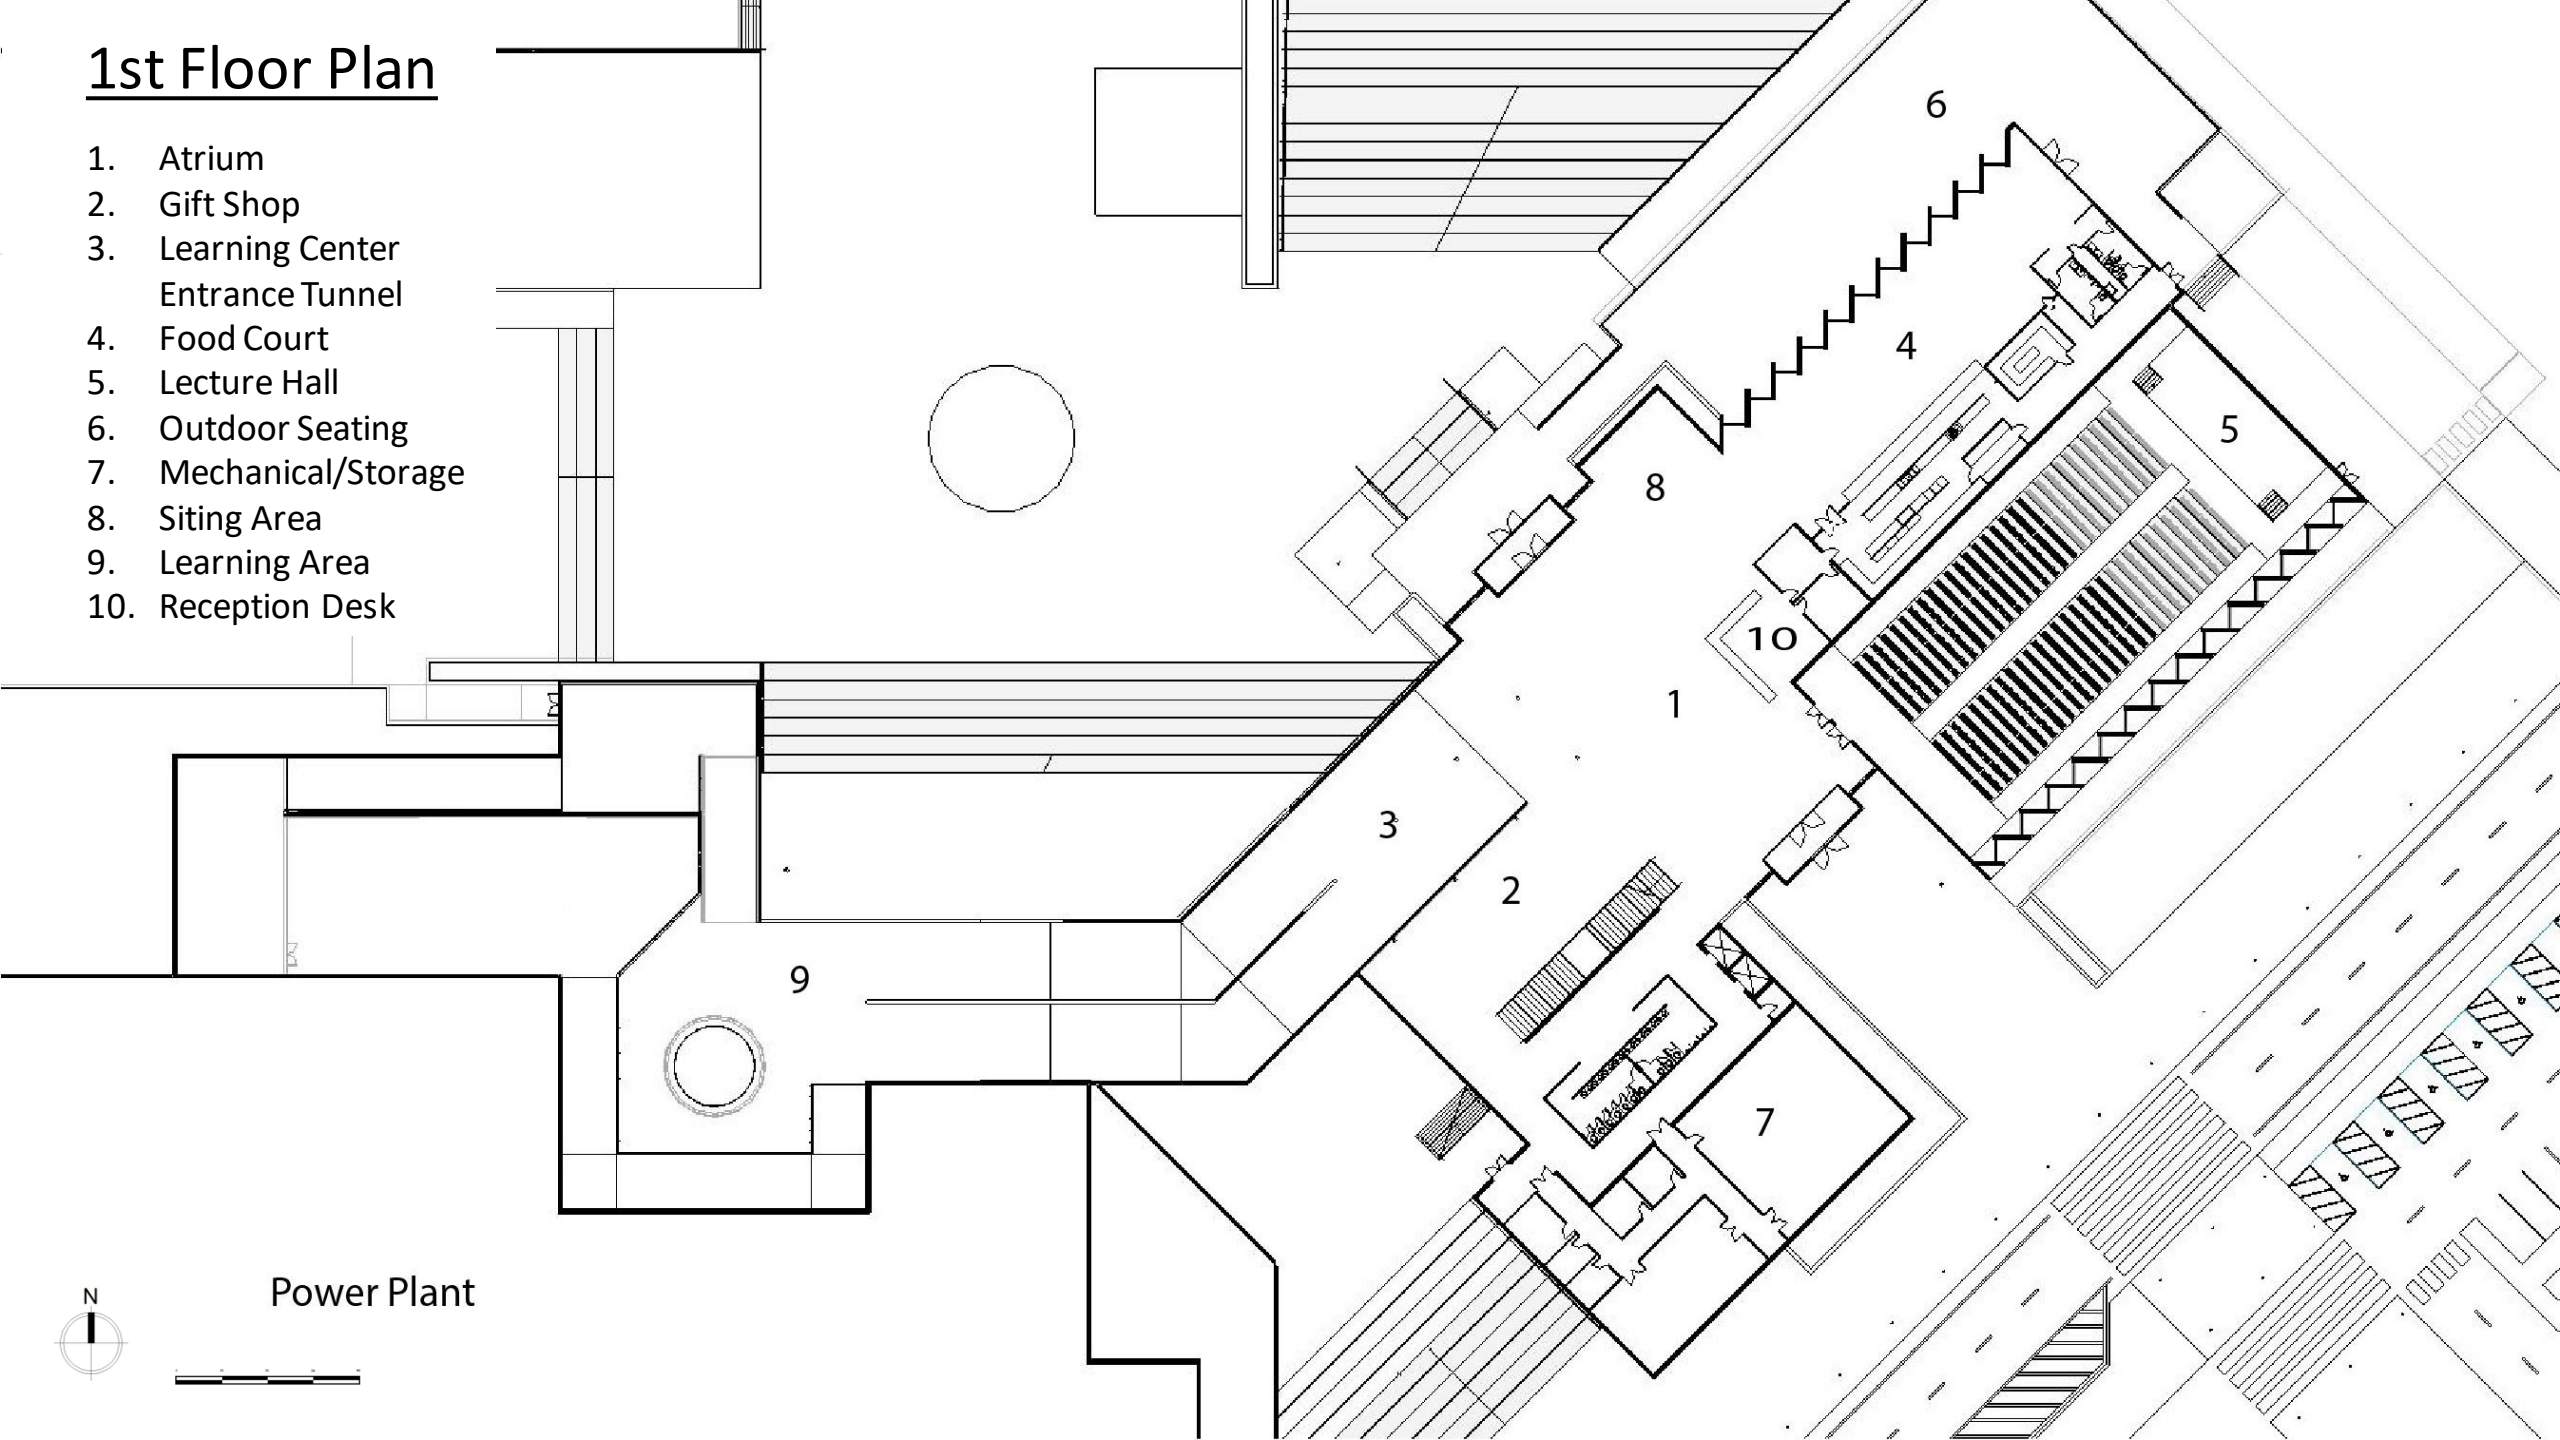 1st Floor Plan
1. Atrium
2. Gift Shop
3. Learning Center
Entrance Tunnel
4. Food Court
5. Lecture Hall
6. Outdoor Seating
7. Mechanical/Storage
8. Siting Area
9. Learning Area
10. Reception Desk
6
4
5
8
10
1
3
2
9
7
Power Plant
N